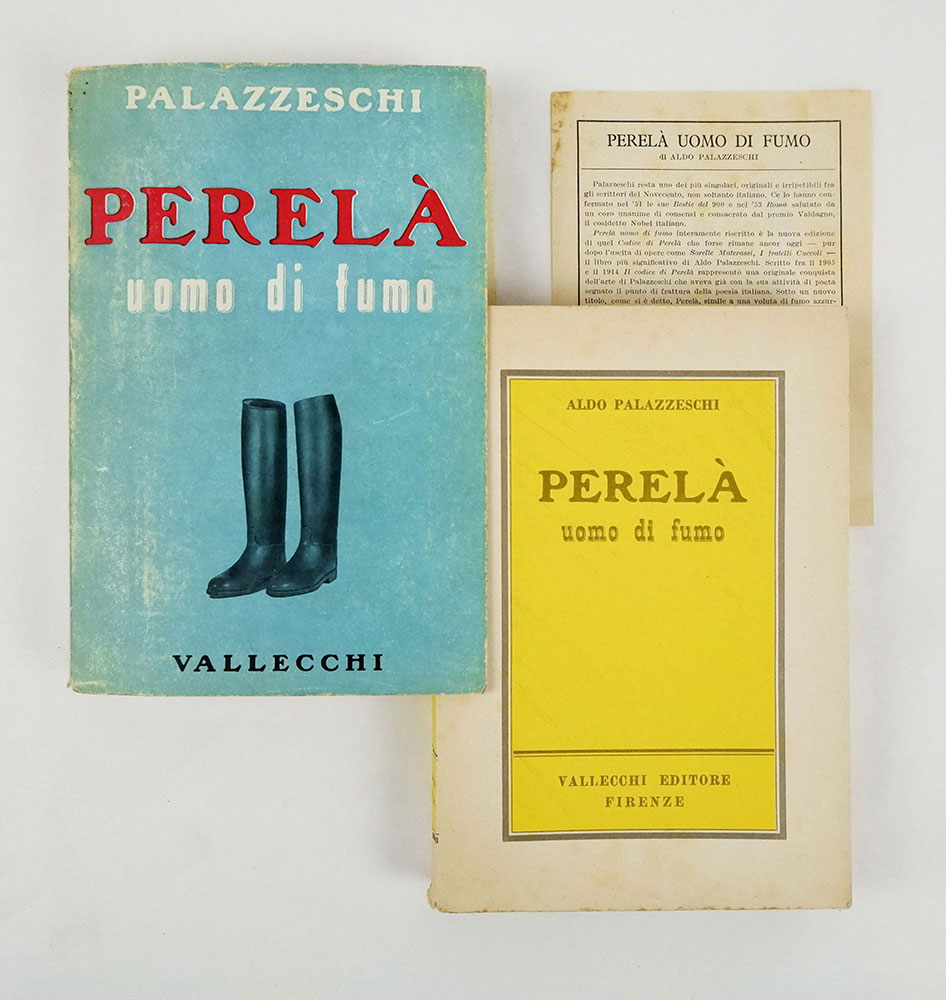 PALAZZESCHI
PERELÀ
uomo di fumo
VALLECCHI
PERELÀ UOMO DI FUMO
di ALDO PALAZZESCHI
Palazzeschi resta uno dei più singolari, originali e irripetibili fra
gli scrittori del Novecento, non soltanto italiano. Ce lo hanno con-
fermato nel '51 le sue Bestie del 900 e nel '53 Roma salutato da
un coro unanime di consensi e consacrato dal premio Valdagno,
il cosidetto Nobel italiano.
Perelà uomo di fumo interamente riscritto è la nuova edizione
di quel Codice di Perelà che forse rimane ancor oggi — pur
dopo l'uscita di opere come Sorelle Materassi, I fratelli Cuccoli —
il libro più significativo di Aldo Palazzeschi. Scritto fra il 1905
e il 1914 Il codice di Perelà rappresentò una originale conquista
dell'arte di Palazzeschi che aveva già con la sua attività di poeta
segnato il punto di frattura della poesia italiana. Sotto un nuovo
titolo, come si è detto, Perelà, simile a una voluta di fumo azzur-
ALDO PALAZZESCHI
PERELÀ
uomo di fumo
VALLECCHI EDITORE
FIRENZE